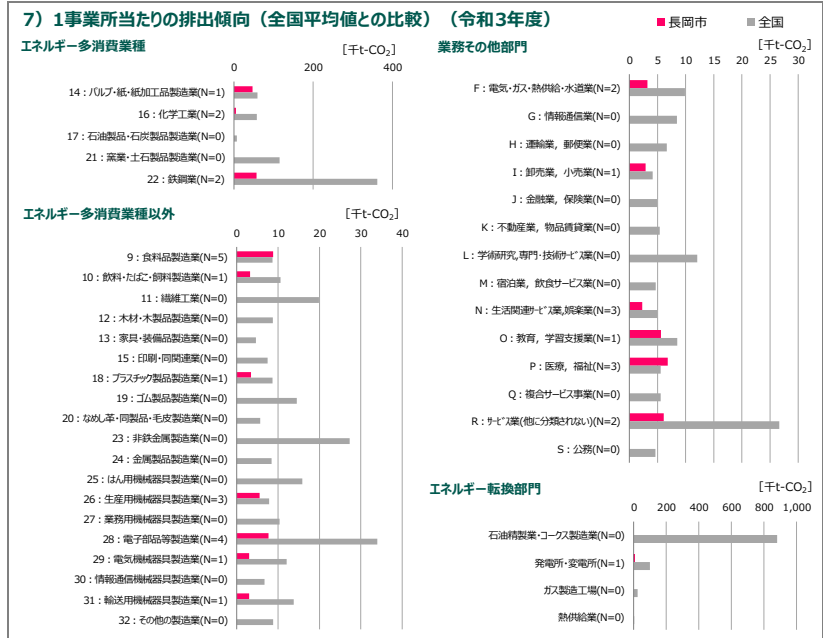 7）1事業所当たりの排出傾向（全国平均値との比較）（令和3年度）
長岡市
全国
エネルギー多消費業種
[千t-CO₂]
0 200 400
14：パルプ・紙・紙加工品製造業(N=1)
16：化学工業(N=2)
17：石油製品・石炭製品製造業(N=0)
21：窯業・土石製品製造業(N=0)
22：鉄鋼業(N=2)
エネルギー多消費業種以外
[千t-CO₂]
0 10 20 30 40
9：食料品製造業(N=5)
10：飲料・たばこ・飼料製造業(N=1)
11：繊維工業(N=0)
12：木材・木製品製造業(N=0)
13：家具・装備品製造業(N=0)
15：印刷・同関連業(N=0)
18：プラスチック製品製造業(N=1)
19：ゴム製品製造業(N=0)
20：なめし革・同製品・毛皮製造業(N=0)
23：非鉄金属製造業(N=0)
24：金属製品製造業(N=0)
25：はん用機械器具製造業(N=0)
26：生産用機械器具製造業(N=3)
27：業務用機械器具製造業(N=0)
28：電子部品等製造業(N=4)
29：電気機械器具製造業(N=1)
30：情報通信機械器具製造業(N=0)
31：輸送用機械器具製造業(N=1)
32：その他の製造業(N=0)
業務その他部門
[千t-CO₂]
0 5 10 15 20 25 30
F：電気・ガス・熱供給・水道業(N=2)
G：情報通信業(N=0)
H：運輸業，郵便業(N=0)
I：卸売業，小売業(N=1)
J：金融業，保険業(N=0)
K：不動産業，物品賃貸業(N=0)
L：学術研究,専門・技術ｻｰﾋﾞｽ業(N=0)
M：宿泊業，飲食サービス業(N=0)
N：生活関連ｻｰﾋﾞｽ業,娯楽業(N=3)
O：教育，学習支援業(N=1)
P：医療，福祉(N=3)
Q：複合サービス事業(N=0)
R：ｻｰﾋﾞｽ業(他に分類されない)(N=2)
S：公務(N=0)
エネルギー転換部門
[千t-CO₂]
0 200 400 600 800 1,000
石油精製業・コークス製造業(N=0)
発電所・変電所(N=1)
ガス製造工場(N=0)
熱供給業(N=0)